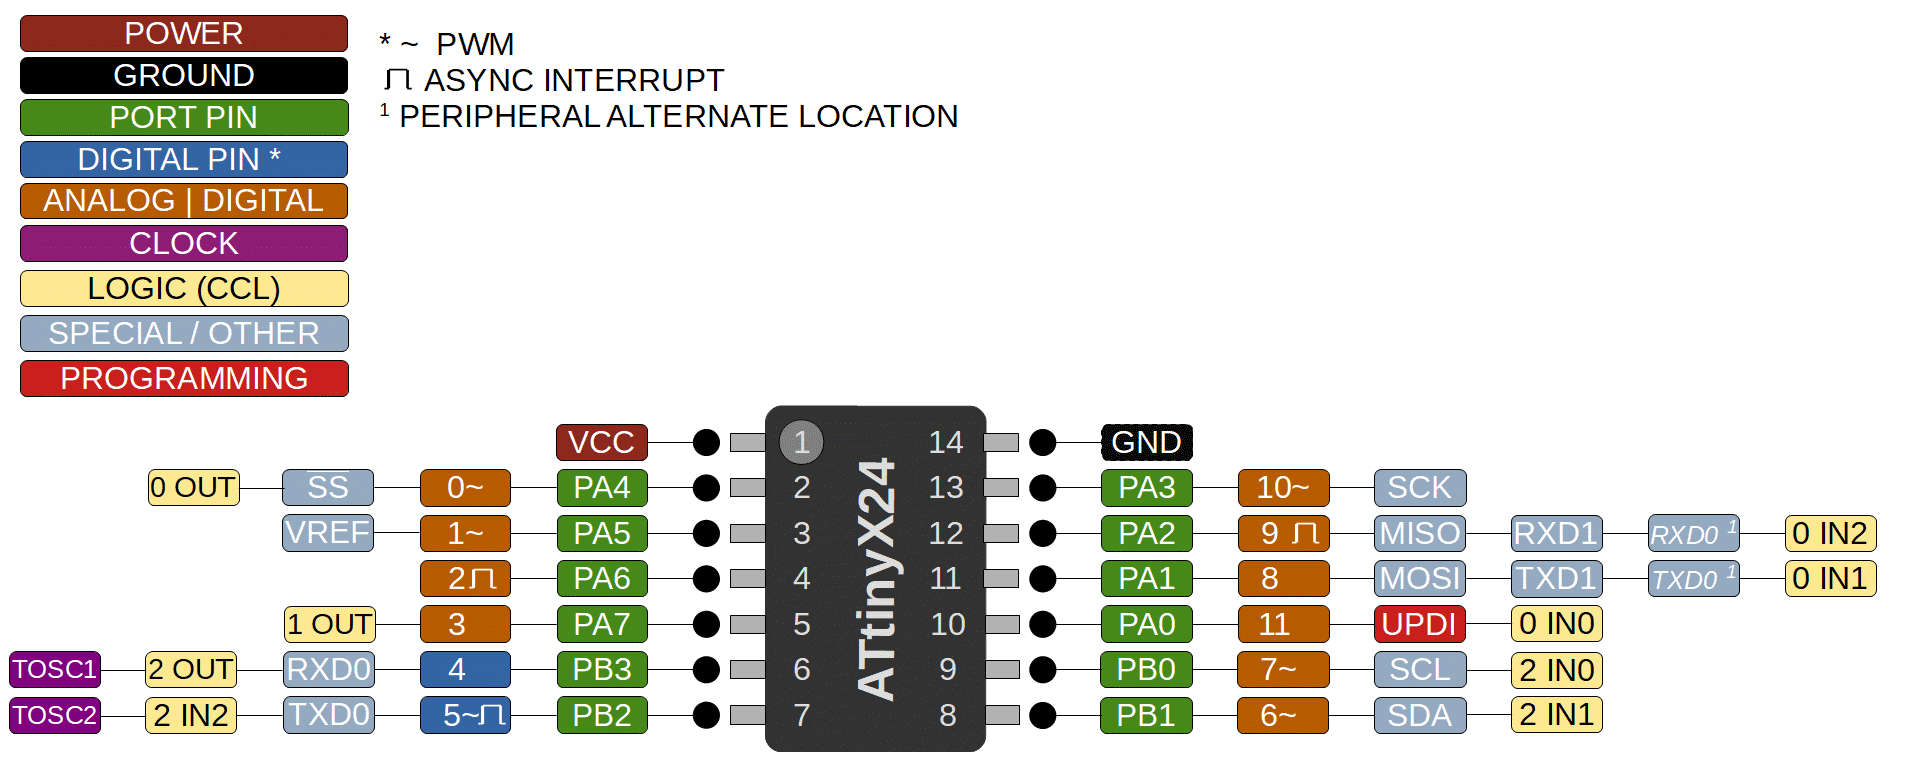 POWER
GROUND
PORT PIN
DIGITAL PIN *
ANALOG | DIGITAL
CLOCK
LOGIC (CCL)
SPECIAL / OTHER
PROGRAMMING
* ~ PWM
ASYNC INTERRUPT
¹ PERIPHERAL ALTERNATE LOCATION
VCC 1 14 GND
0 OUT SS 0~ PA4 2 13 PA3 10~ SCK
VREF 1~ PA5 3 12 PA2 9 MISO RXD1 RXD0 ¹ 0 IN2
2 PA6 4 11 PA1 8 MOSI TXD1 TXD0 ¹ 0 IN1
1 OUT 3 PA7 5 10 PA0 11 UPDI 0 IN0
TOSC1 2 OUT RXD0 4 PB3 6 9 PB0 7~ SCL 2 IN0
TOSC2 2 IN2 TXD0 5~ PB2 7 8 PB1 6~ SDA 2 IN1
ATtinyX24